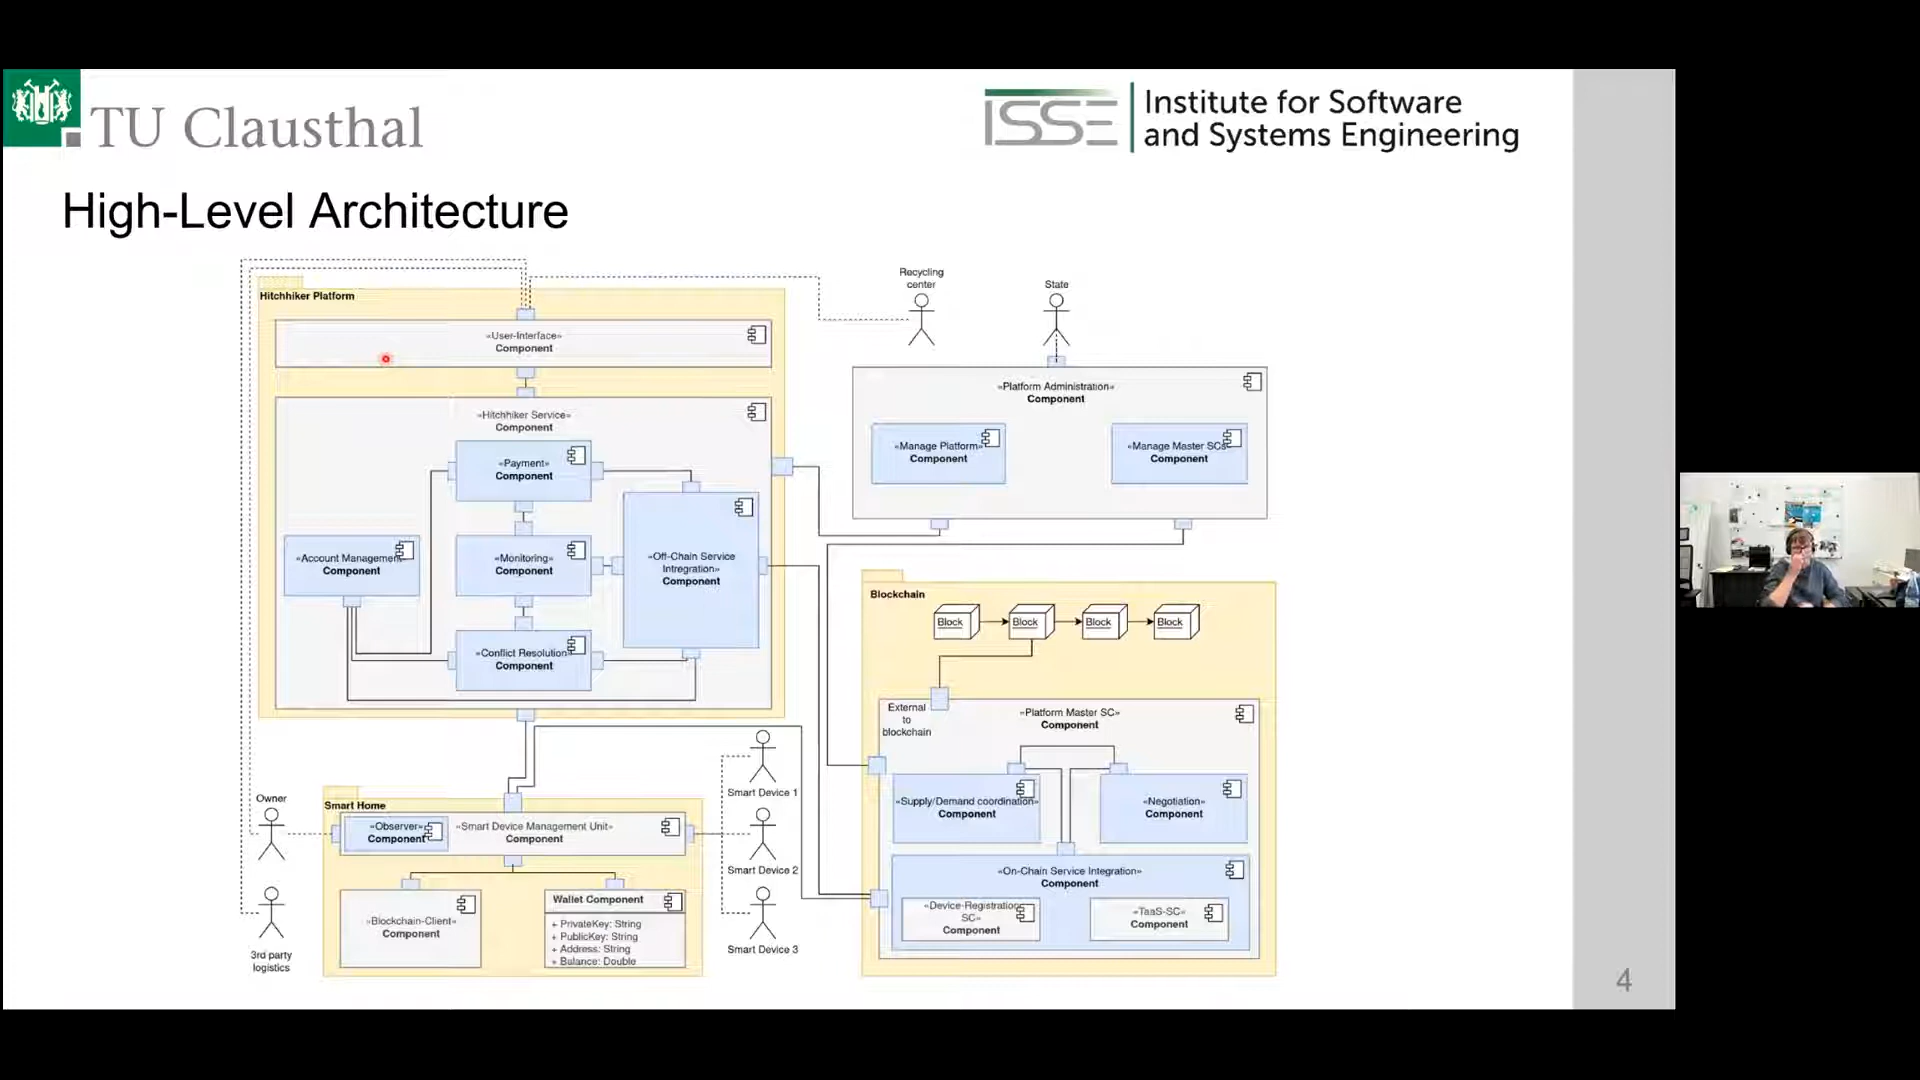 TU Clausthal
ISSE
Institute for Software
and Systems Engineering
High-Level Architecture
Hitchhiker Platform
«User-Interface»
Component
«Hitchhiker Service»
Component
«Payment»
Component
«Account Management
Component
«Monitoring»
Component
«Off-Chain Service
Intregration»
Component
«Conflict Resolution»
Component
Recycling
center
State
«Platform Administration»
Component
«Manage Platform»
Component
«Manage Master SCs
Component
Blockchain
Block
Block
Block
Block
External
to
blockchain
«Platform Master SC»
Component
«Supply/Demand coordination»
Component
«Negotiation»
Component
«On-Chain Service Integration»
Component
«Device-Registration
SC»
Component
«TaaS-SC»
Component
Owner
3rd party
logistics
Smart Home
«Observer»
Component
«Smart Device Management Unit»
Component
«Blockchain-Client»
Component
Wallet Component
+ PrivateKey: String
+ PublicKey: String
+ Address: String
+ Balance: Double
Smart Device 1
Smart Device 2
Smart Device 3
4